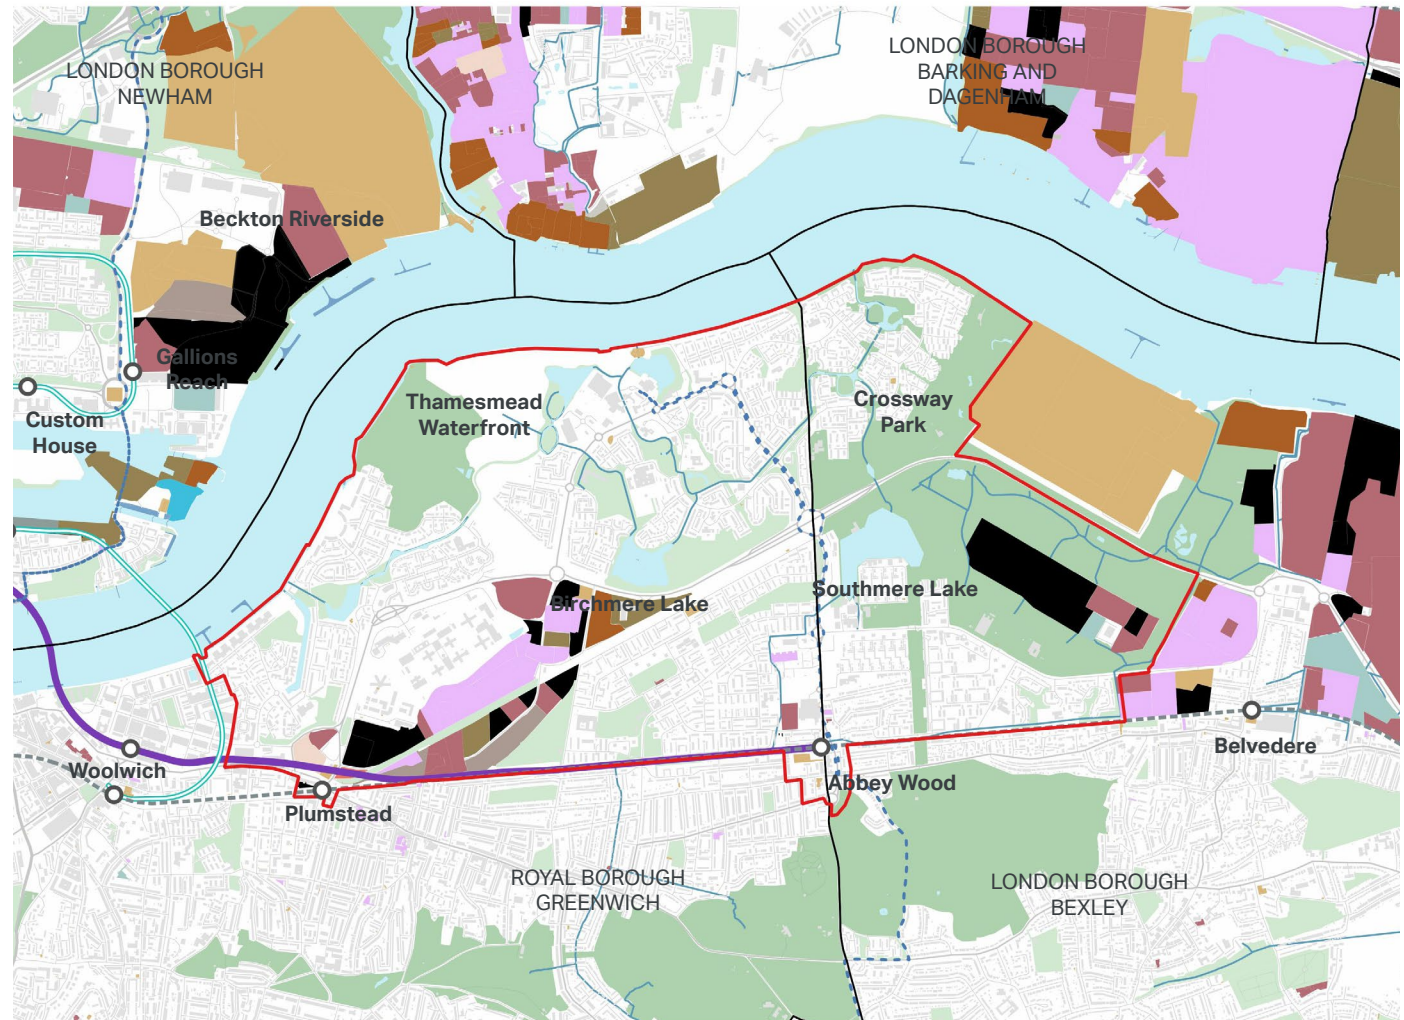 LONDON BOROUGH
NEWHAM
LONDON BOROUGH
BARKING AND
DAGENHAM
Beckton Riverside
Gallions
Reach
Custom
House
Thamesmead
Waterfront
Crossway
Park
Birchmere Lake
Southmere Lake
Woolwich
Plumstead
Abbey Wood
Belvedere
ROYAL BOROUGH
GREENWICH
LONDON BOROUGH
BEXLEY